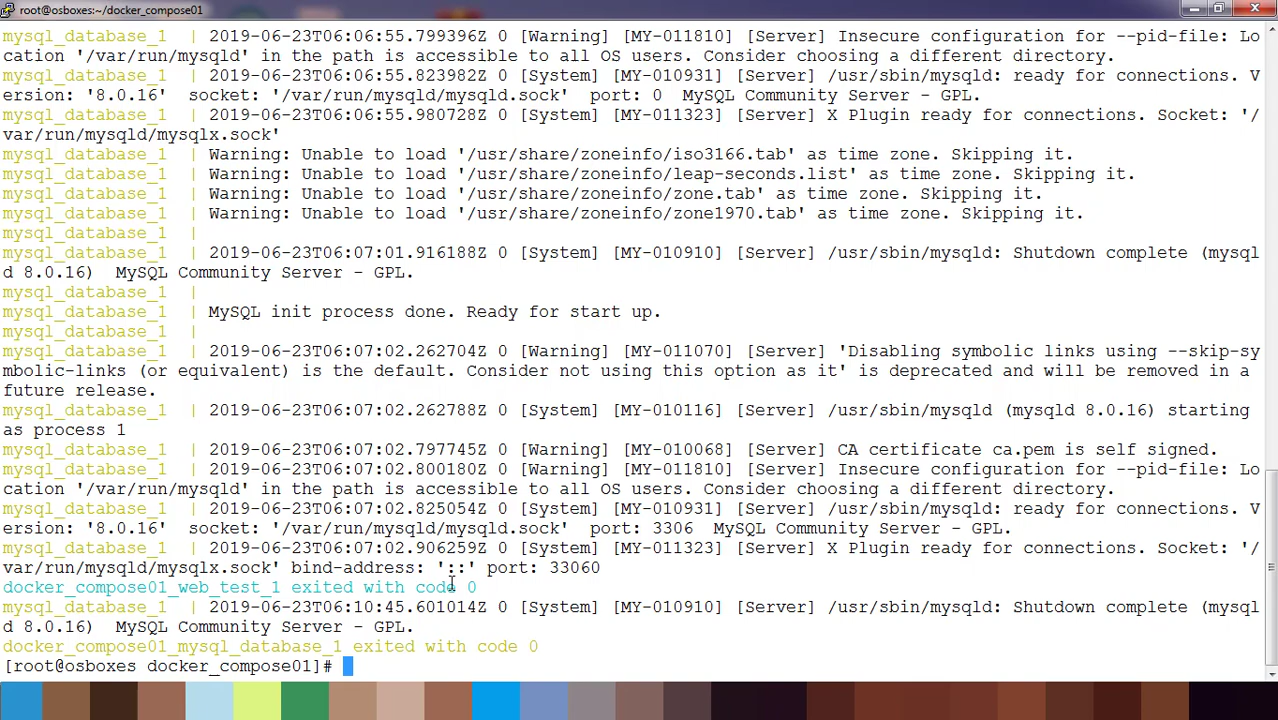 root@osboxes:~/docker_compose01
mysql_database_1  | 2019-06-23T06:06:55.799396Z 0 [Warning] [MY-011810] [Server] Insecure configuration for --pid-file: Lo
cation '/var/run/mysqld' in the path is accessible to all OS users. Consider choosing a different directory.
mysql_database_1  | 2019-06-23T06:06:55.823982Z 0 [System] [MY-010931] [Server] /usr/sbin/mysqld: ready for connections. V
ersion: '8.0.16'  socket: '/var/run/mysqld/mysqld.sock'  port: 0  MySQL Community Server - GPL.
mysql_database_1  | 2019-06-23T06:06:55.980728Z 0 [System] [MY-011323] [Server] X Plugin ready for connections. Socket: '/
var/run/mysqld/mysqlx.sock'
mysql_database_1  | Warning: Unable to load '/usr/share/zoneinfo/iso3166.tab' as time zone. Skipping it.
mysql_database_1  | Warning: Unable to load '/usr/share/zoneinfo/leap-seconds.list' as time zone. Skipping it.
mysql_database_1  | Warning: Unable to load '/usr/share/zoneinfo/zone.tab' as time zone. Skipping it.
mysql_database_1  | Warning: Unable to load '/usr/share/zoneinfo/zone1970.tab' as time zone. Skipping it.
mysql_database_1  |
mysql_database_1  | 2019-06-23T06:07:01.916188Z 0 [System] [MY-010910] [Server] /usr/sbin/mysqld: Shutdown complete (mysql
d 8.0.16)  MySQL Community Server - GPL.
mysql_database_1  |
mysql_database_1  | MySQL init process done. Ready for start up.
mysql_database_1  |
mysql_database_1  | 2019-06-23T06:07:02.262704Z 0 [Warning] [MY-011070] [Server] 'Disabling symbolic links using --skip-sy
mbolic-links (or equivalent) is the default. Consider not using this option as it' is deprecated and will be removed in a
future release.
mysql_database_1  | 2019-06-23T06:07:02.262788Z 0 [System] [MY-010116] [Server] /usr/sbin/mysqld (mysqld 8.0.16) starting
as process 1
mysql_database_1  | 2019-06-23T06:07:02.797745Z 0 [Warning] [MY-010068] [Server] CA certificate ca.pem is self signed.
mysql_database_1  | 2019-06-23T06:07:02.800180Z 0 [Warning] [MY-011810] [Server] Insecure configuration for --pid-file: Lo
cation '/var/run/mysqld' in the path is accessible to all OS users. Consider choosing a different directory.
mysql_database_1  | 2019-06-23T06:07:02.825054Z 0 [System] [MY-010931] [Server] /usr/sbin/mysqld: ready for connections. V
ersion: '8.0.16'  socket: '/var/run/mysqld/mysqld.sock'  port: 3306  MySQL Community Server - GPL.
mysql_database_1  | 2019-06-23T06:07:02.906259Z 0 [System] [MY-011323] [Server] X Plugin ready for connections. Socket: '/
var/run/mysqld/mysqlx.sock' bind-address: '::' port: 33060
docker_compose01_web_test_1 exited with code 0
mysql_database_1  | 2019-06-23T06:10:45.601014Z 0 [System] [MY-010910] [Server] /usr/sbin/mysqld: Shutdown complete (mysql
d 8.0.16)  MySQL Community Server - GPL.
docker_compose01_mysql_database_1 exited with code 0
[root@osboxes docker_compose01]#